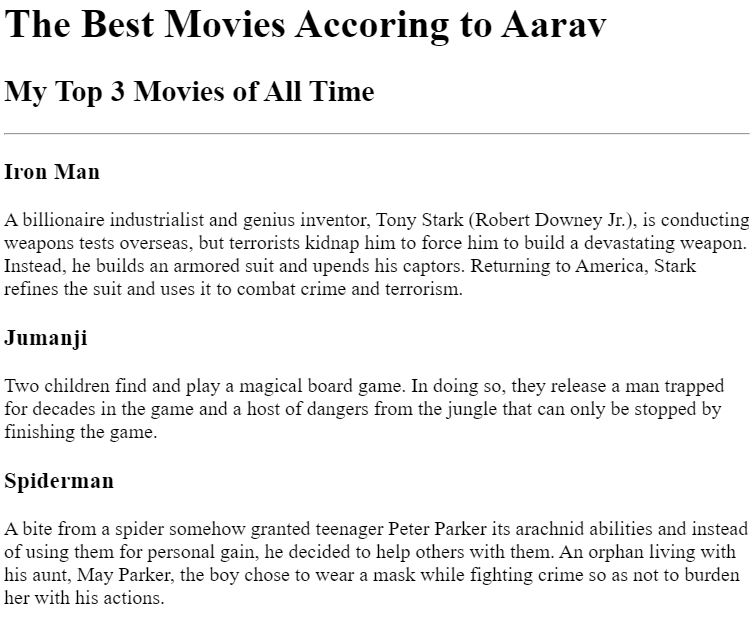 The Best Movies Accoring to Aarav
My Top 3 Movies of All Time
Iron Man
A billionaire industrialist and genius inventor, Tony Stark (Robert Downey Jr.), is conducting
weapons tests overseas, but terrorists kidnap him to force him to build a devastating weapon.
Instead, he builds an armored suit and upends his captors. Returning to America, Stark
refines the suit and uses it to combat crime and terrorism.
Jumanji
Two children find and play a magical board game. In doing so, they release a man trapped
for decades in the game and a host of dangers from the jungle that can only be stopped by
finishing the game.
Spiderman
A bite from a spider somehow granted teenager Peter Parker its arachnid abilities and instead
of using them for personal gain, he decided to help others with them. An orphan living with
his aunt, May Parker, the boy chose to wear a mask while fighting crime so as not to burden
her with his actions.